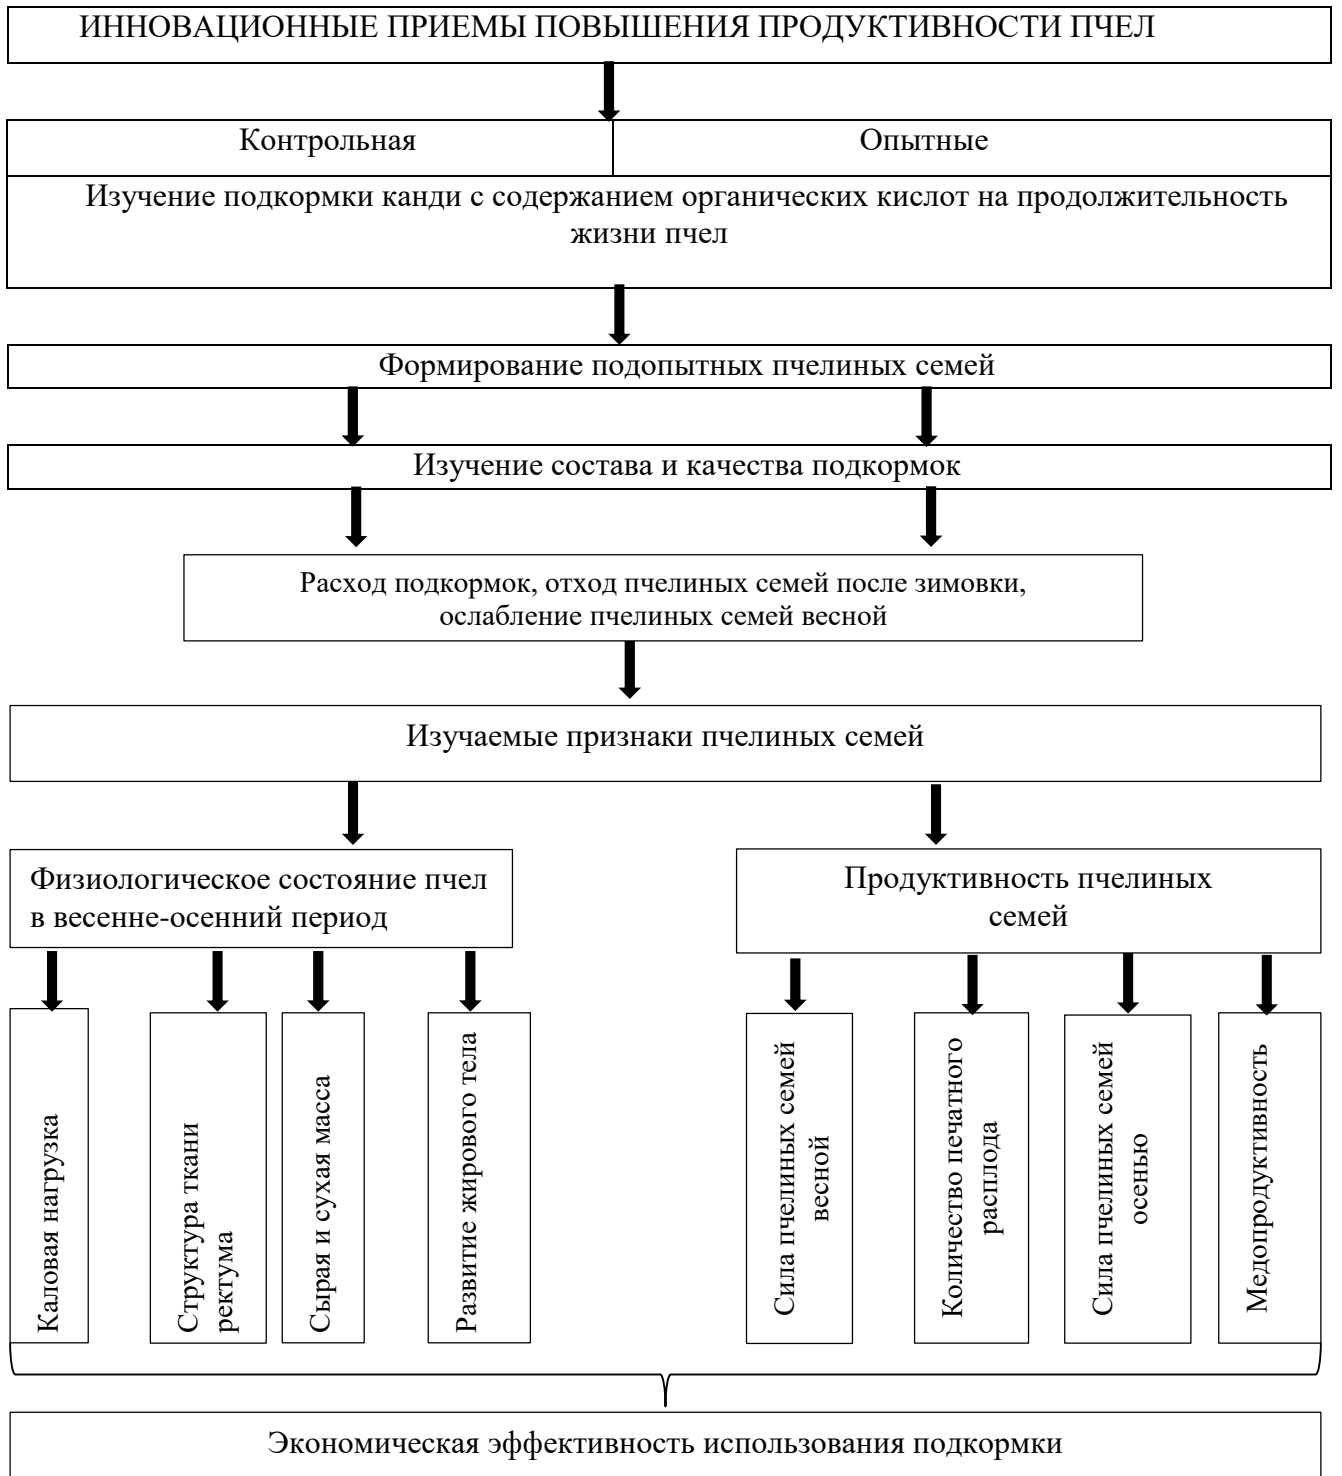 ИННОВАЦИОННЫЕ ПРИЕМЫ ПОВЫШЕНИЯ ПРОДУКТИВНОСТИ ПЧЕЛ
Контрольная
Опытные
Изучение подкормки канди с содержанием органических кислот на продолжительность
жизни пчел
Формирование подопытных пчелиных семей
Изучение состава и качества подкормок
Расход подкормок, отход пчелиных семей после зимовки,
ослабление пчелиных семей весной
Изучаемые признаки пчелиных семей
Физиологическое состояние пчел
в весенне-осенний период
Продуктивность пчелиных
семей
Каловая нагрузка
Структура ткани
ректума
Сырая и сухая масса
Развитие жирового тела
Сила пчелиных семей
весной
Количество печатного
расплода
Сила пчелиных семей
осенью
Медопродуктивность
Экономическая эффективность использования подкормки